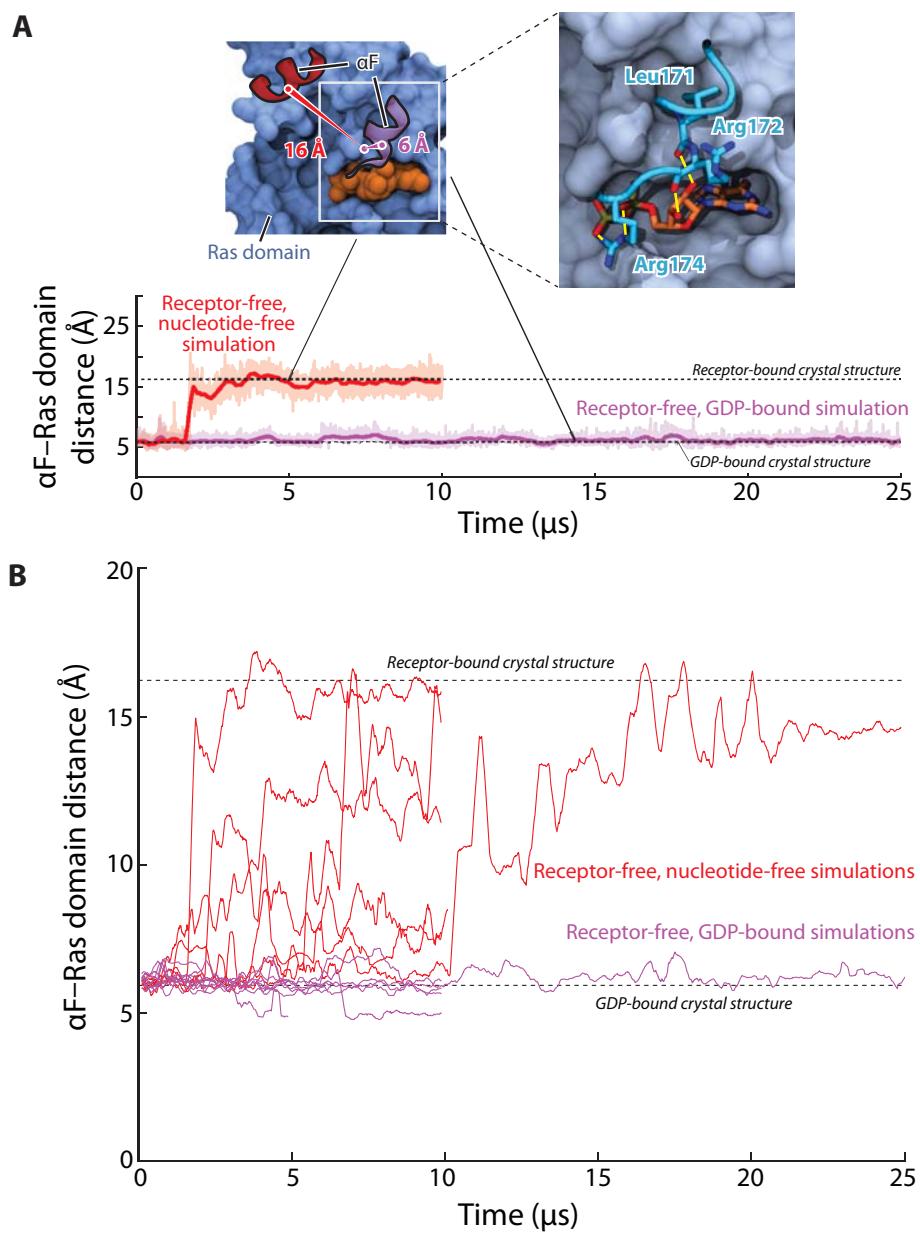 A
αF
Leu171
Arg172
16 Å
6 Å
Ras domain
Arg174
αF–Ras domain
distance (Å)
25
15
5
Receptor-free,
nucleotide-free
simulation
Receptor-bound crystal structure
Receptor-free, GDP-bound simulation
GDP-bound crystal structure
0
5
10
15
20
25
Time (µs)
B
αF–Ras domain distance (Å)
20
15
10
5
0
Receptor-bound crystal structure
Receptor-free, nucleotide-free simulations
Receptor-free, GDP-bound simulations
GDP-bound crystal structure
0
5
10
15
20
25
Time (µs)